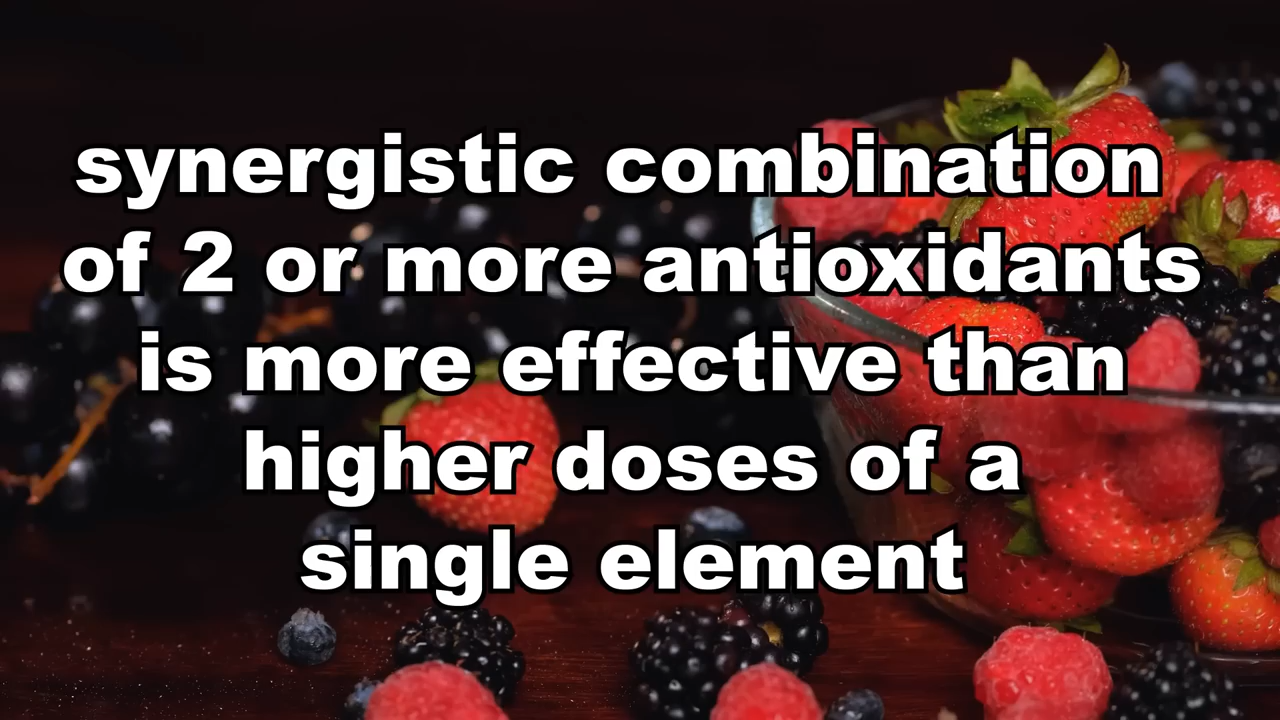 synergistic combination
of 2 or more antioxidants
is more effective than
higher doses of a
single element